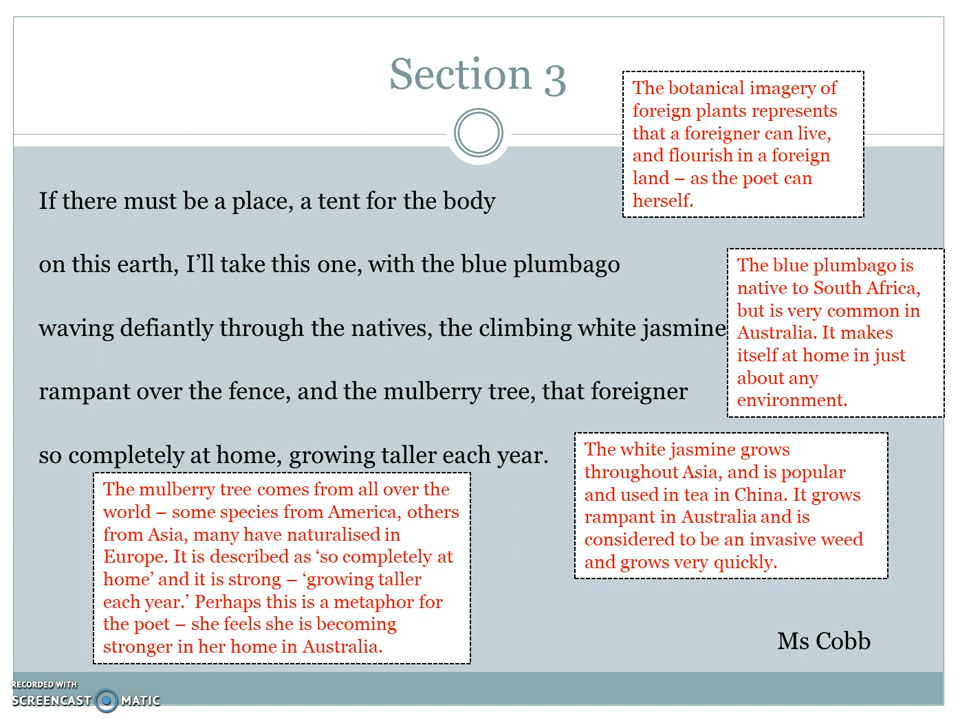 Section 3
The botanical imagery of
foreign plants represents
that a foreigner can live,
and flourish in a foreign
land – as the poet can
herself.
If there must be a place, a tent for the body
on this earth, I'll take this one, with the blue plumbago
waving defiantly through the natives, the climbing white jasmine
rampant over the fence, and the mulberry tree, that foreigner
so completely at home, growing taller each year.
The blue plumbago is
native to South Africa,
but is very common in
Australia. It makes
itself at home in just
about any
environment.
The white jasmine grows
throughout Asia, and is popular
and used in tea in China. It grows
rampant in Australia and is
considered to be an invasive weed
and grows very quickly.
The mulberry tree comes from all over the
world – some species from America, others
from Asia, many have naturalised in
Europe. It is described as ‘so completely at
home’ and it is strong – ‘growing taller
each year.’ Perhaps this is a metaphor for
the poet – she feels she is becoming
stronger in her home in Australia.
Ms Cobb
RECORDED WITH
SCREENCAST MATIC